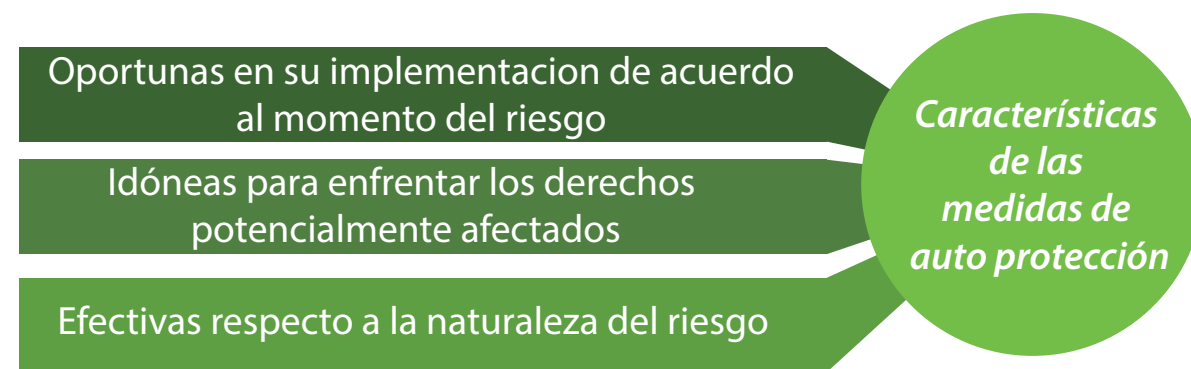 Oportunas en su implementacion de acuerdo
al momento del riesgo
Idóneas para enfrentar los derechos
potencialmente afectados
Efectivas respecto a la naturaleza del riesgo
Características
de las
medidas de
auto protección